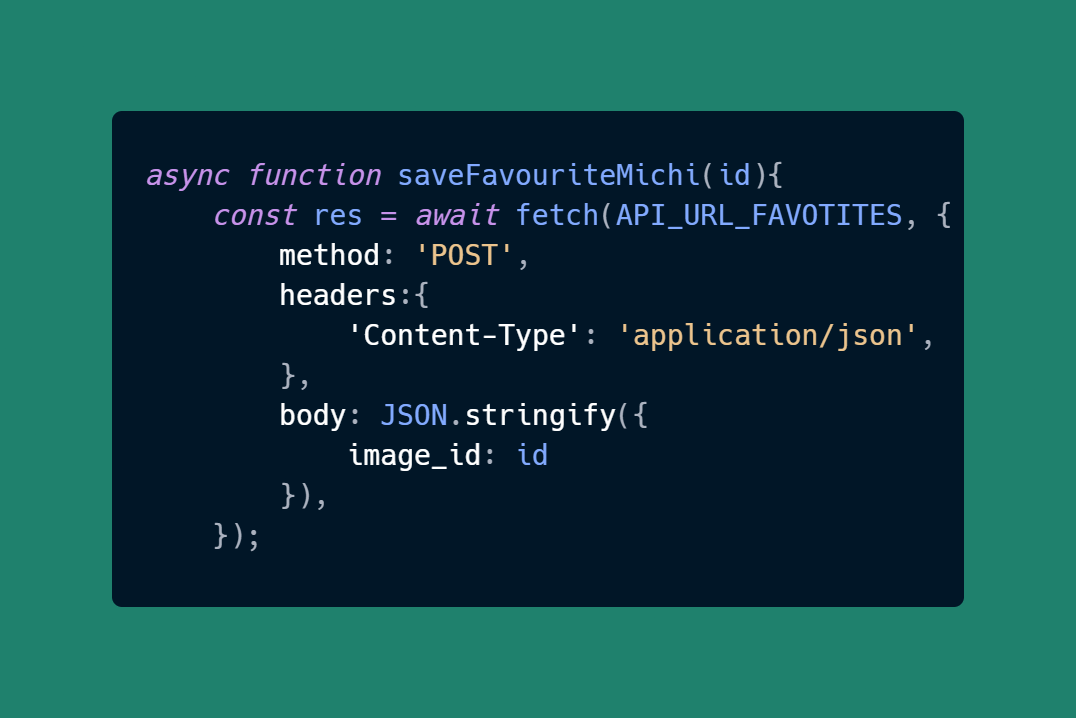 async function saveFavouriteMichi(id){
    const res = await fetch(API_URL_FAVOTITES, {
        method: 'POST',
        headers:{
            'Content-Type': 'application/json',
        },
        body: JSON.stringify({
            image_id: id
        }),
    });